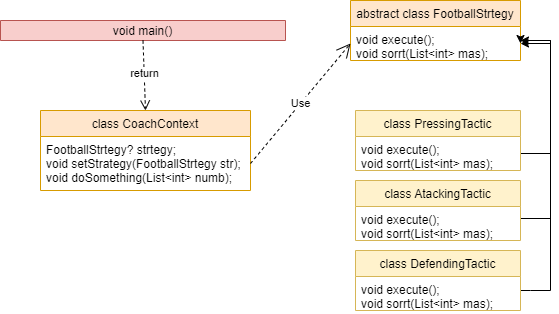 void main()
return
class CoachContext
FootballStrtegy? strtegy;
void setStrategy(FootballStrtegy str);
void doSomething(List<int> numb);
Use
abstract class FootballStrtegy
void execute();
void sorrt(List<int> mas);
class PressingTactic
void execute();
void sorrt(List<int> mas);
class AtackingTactic
void execute();
void sorrt(List<int> mas);
class DefendingTactic
void execute();
void sorrt(List<int> mas);